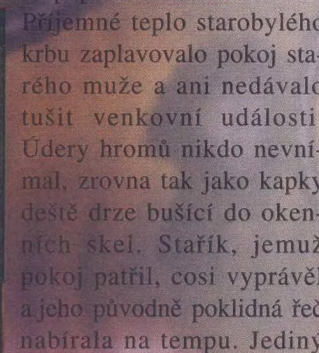 Příjemné teplo starobylého
krbu zaplavovalo pokoj sta-
rého muže a ani nedávalo
tušit venkovní události.
Údery hromů nikdo nevní-
mal, zrovna tak jako kapky
deště drze bušící do oken-
ních skel. Stařík, jemuž
pokoj patřil, cosi vyprávěl
a jeho původně poklidná řeč
nabírala na tempu. Jediný